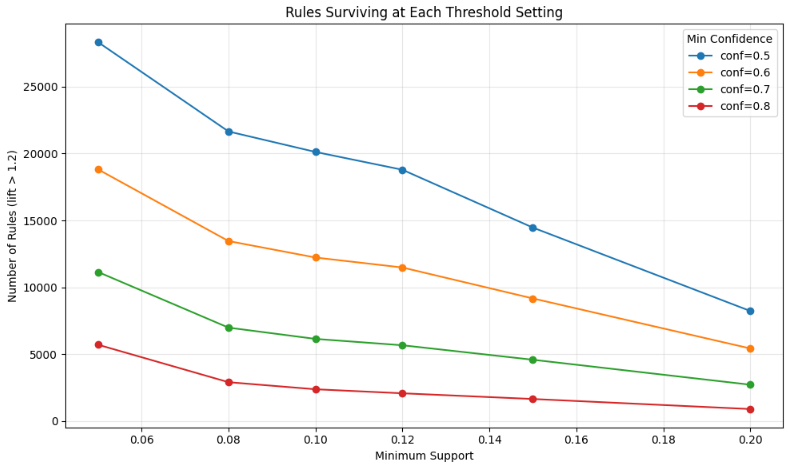 Rules Surviving at Each Threshold Setting
Number of Rules (lift > 1.2)
25000
20000
15000
10000
5000
0
Min Confidence
conf=0.5
conf=0.6
conf=0.7
conf=0.8
0.06 0.08 0.10 0.12 0.14 0.16 0.18 0.20
Minimum Support